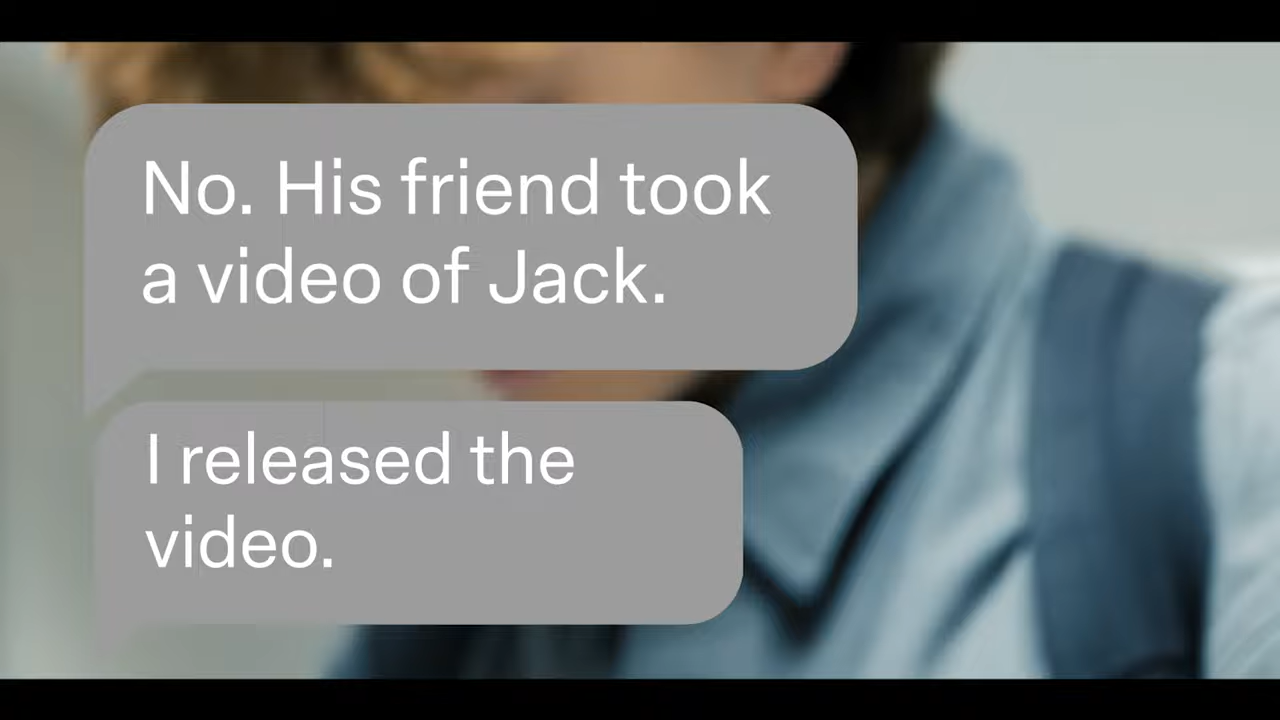 No. His friend took
a video of Jack.
I released the
video.